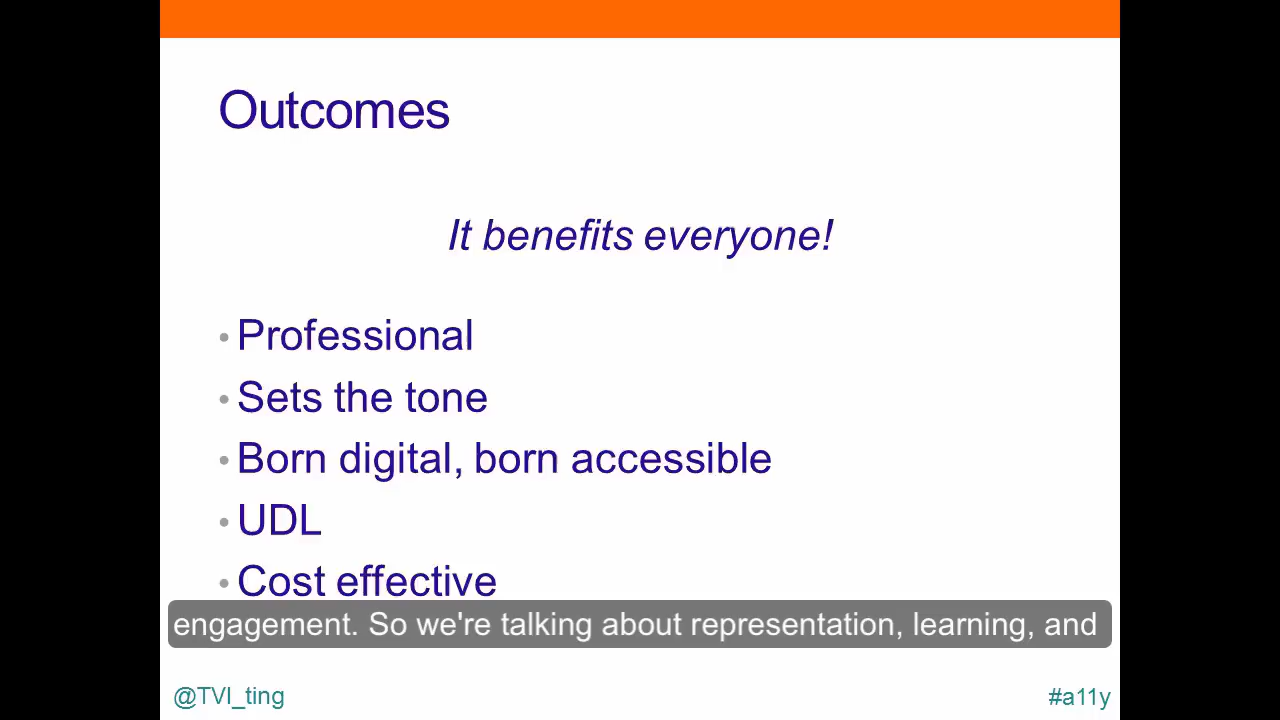 Outcomes
It benefits everyone!
• Professional
• Sets the tone
• Born digital, born accessible
• UDL
• Cost effective
engagement. So we're talking about representation, learning, and
@TVI_ting
#a11y